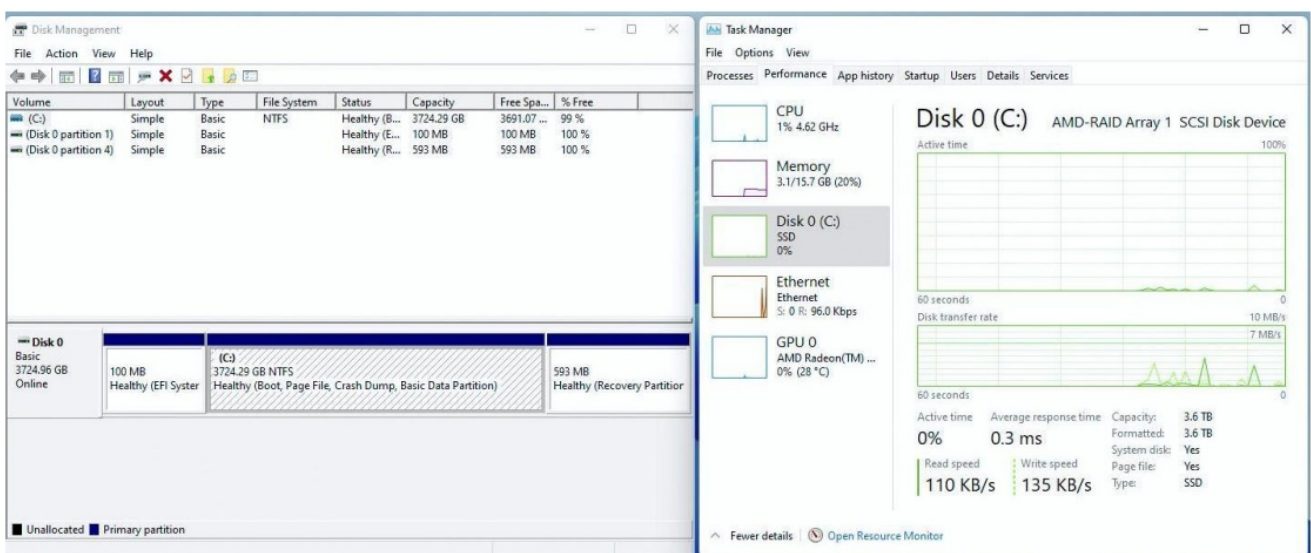 Disk Management
File Action View Help
Volume Layout Type File System Status Capacity Free Spa... % Free
(C:) Simple Basic NTFS Healthy (B... 3724.29 GB 3691.07 ... 99 %
(Disk 0 partition 1) Simple Basic Healthy (E... 100 MB 100 MB 100 %
(Disk 0 partition 4) Simple Basic Healthy (R... 593 MB 593 MB 100 %
Disk 0
Basic
3724.96 GB
Online
100 MB
Healthy (EFI Syster
(C:)
3724.29 GB NTFS
Healthy (Boot, Page File, Crash Dump, Basic Data Partition)
593 MB
Healthy (Recovery Partition
Unallocated Primary partition
Task Manager
File Options View
Processes Performance App history Startup Users Details Services
CPU
1% 4.62 GHz
Memory
3.1/15.7 GB (20%)
Disk 0 (C:)
SSD
0%
Ethernet
Ethernet
S: 0 R: 96.0 Kbps
GPU 0
AMD Radeon(TM) ...
0% (28 °C)
Disk 0 (C:) AMD-RAID Array 1 SCSI Disk Device
Active time 100%
60 seconds 0
Disk transfer rate 10 MB/s
7 MB/s
60 seconds 0
Active time Average response time
0% 0.3 ms
Read speed Write speed
110 KB/s 135 KB/s
Capacity: 3.6 TB
Formatted: 3.6 TB
System disk: Yes
Page file: Yes
Type: SSD
Fewer details Open Resource Monitor